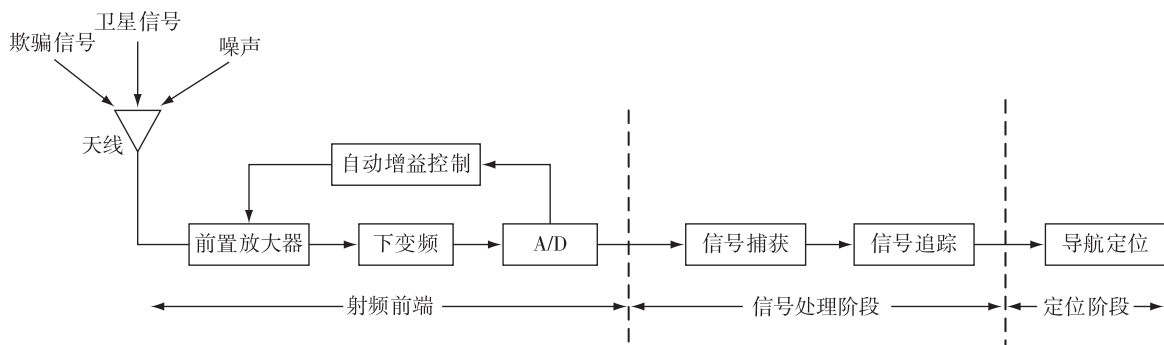 卫星信号
欺骗信号
噪声
天线
自动增益控制
前置放大器
下变频
A/D
信号捕获
信号追踪
导航定位
射频前端
信号处理阶段
定位阶段